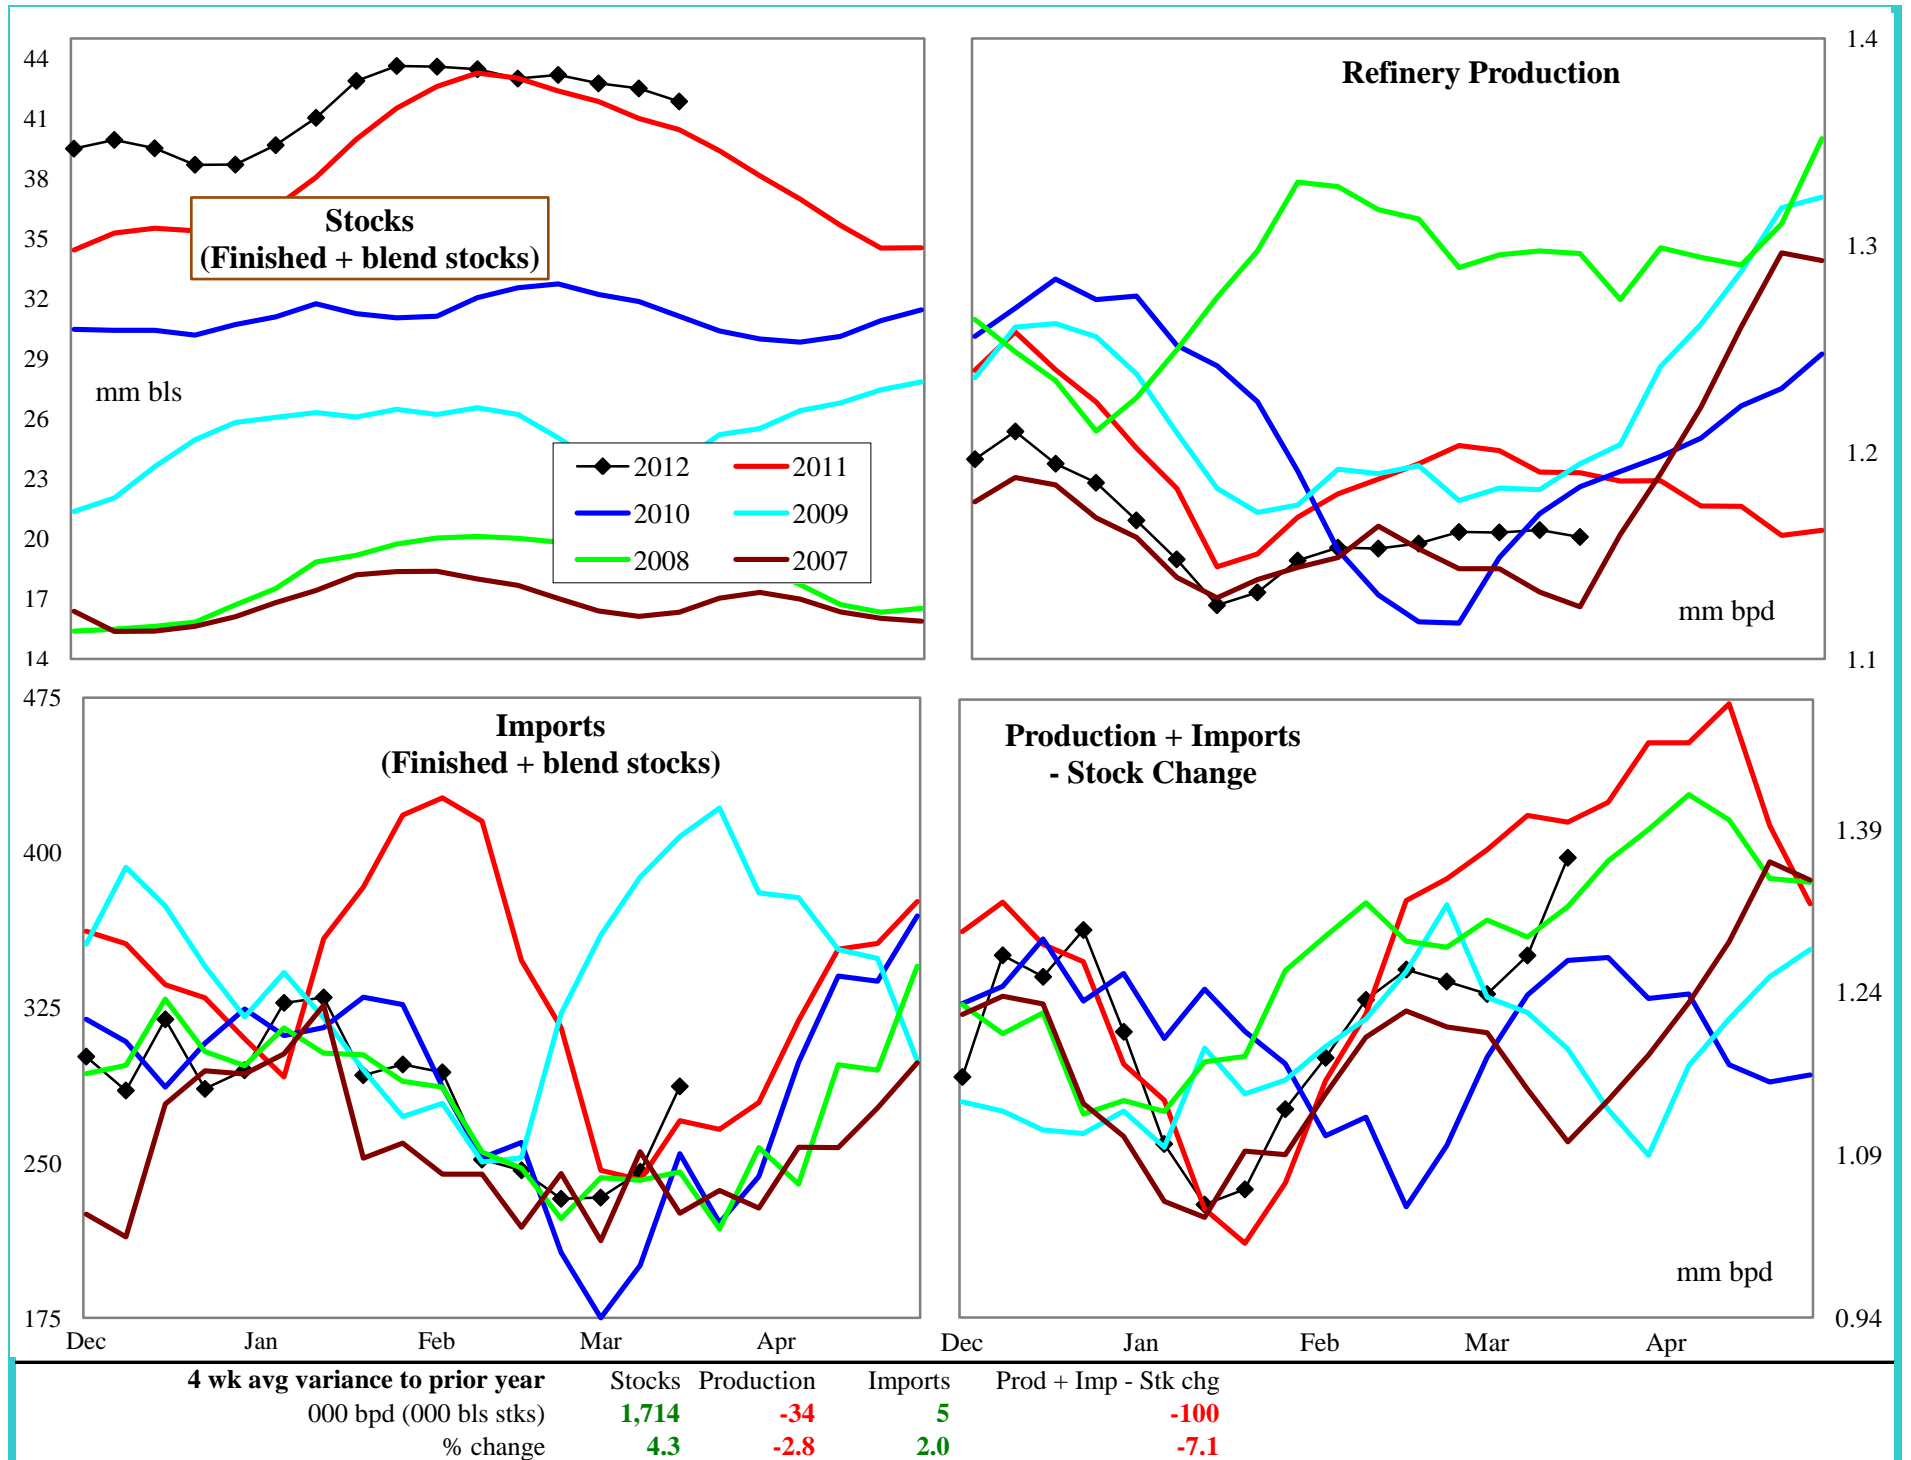 44
41
38
35
32
29
26
23
20
17
14
Stocks
(Finished + blend stocks)
mm bls
2012 2011
2010 2009
2008 2007
Refinery Production
1.4
1.3
1.2
1.1
mm bpd
475
400
325
250
175
Imports
(Finished + blend stocks)
Dec Jan Feb Mar Apr
Production + Imports
- Stock Change
1.39
1.24
1.09
0.94
mm bpd
Dec Jan Feb Mar Apr
4 wk avg variance to prior year Stocks Production Imports Prod + Imp - Stk chg
000 bpd (000 bls stks) 1,714 -34 5 -100
% change 4.3 -2.8 2.0 -7.1